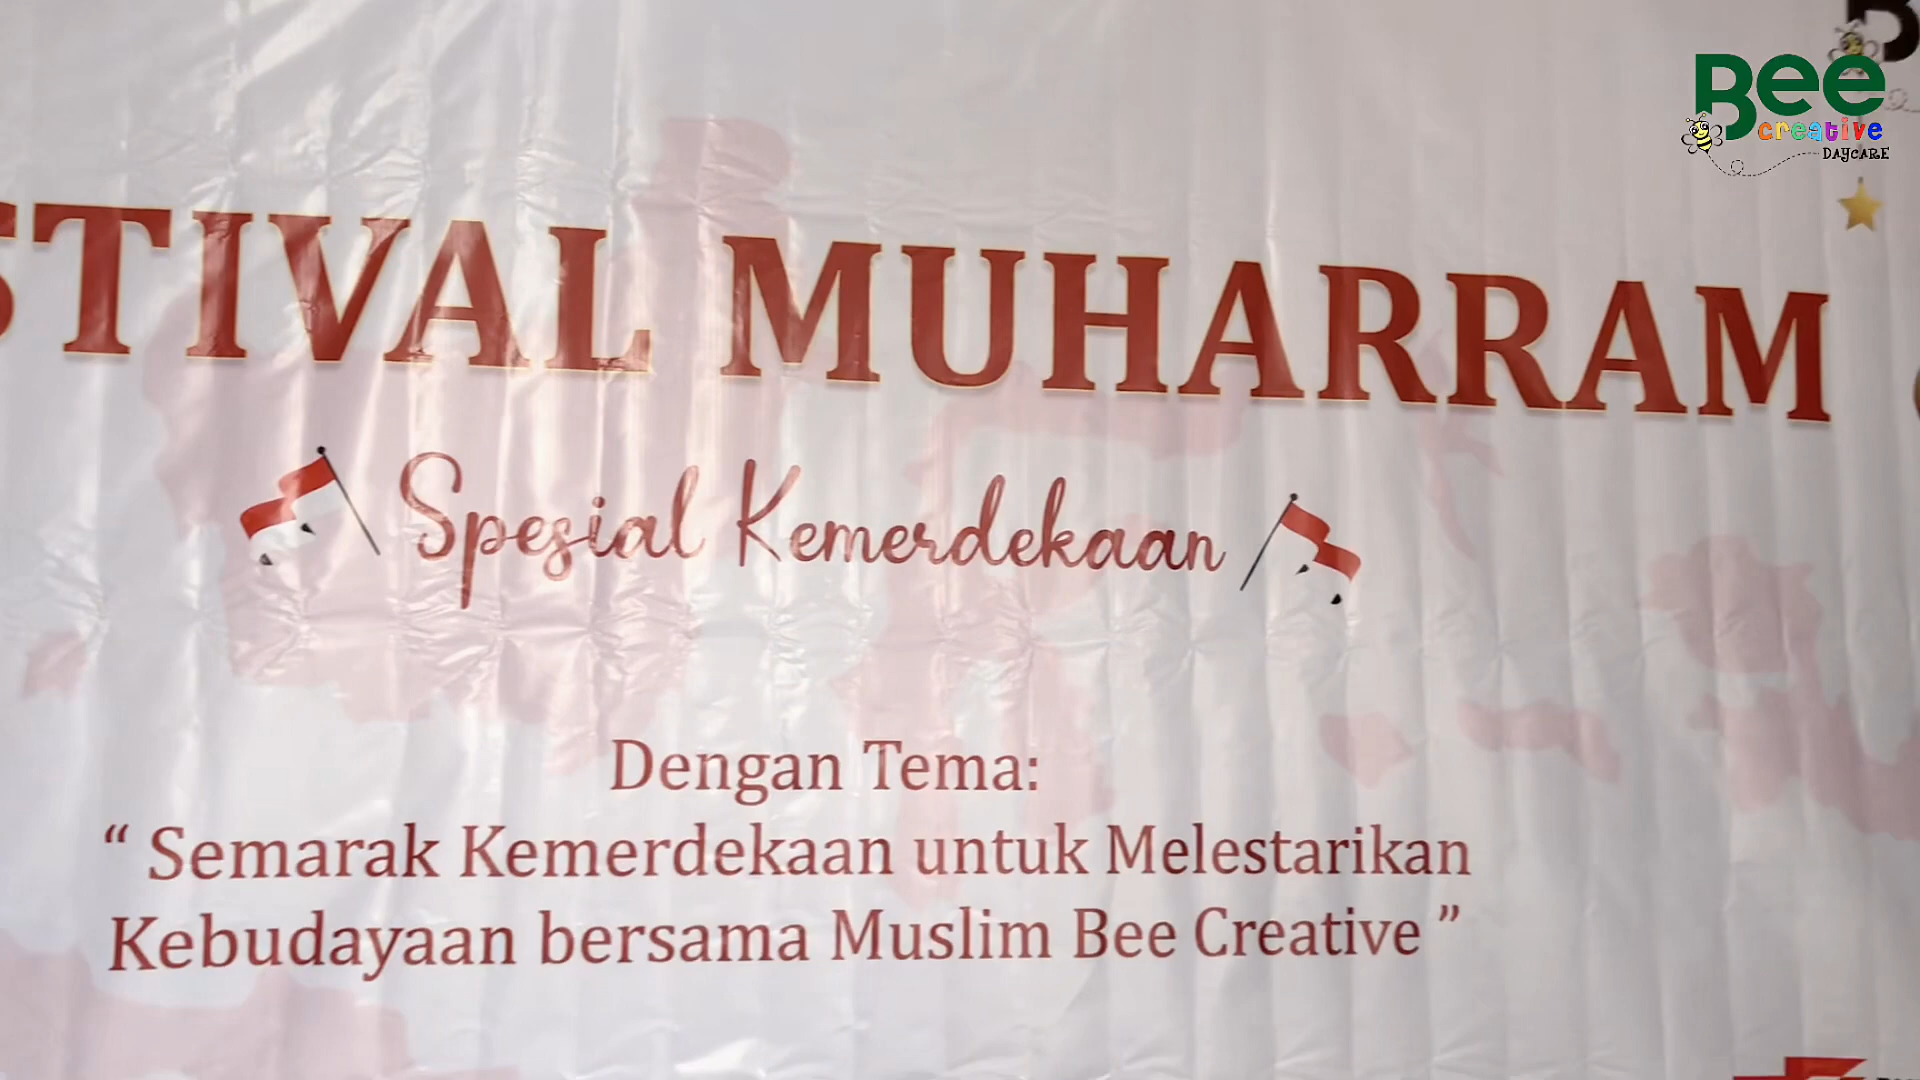 Bee
creative
DAYCARE
STIVAL MUHARRAM
Spesial Kemerdekaan
Dengan Tema:
“ Semarak Kemerdekaan untuk Melestarikan
Kebudayaan bersama Muslim Bee Creative ”